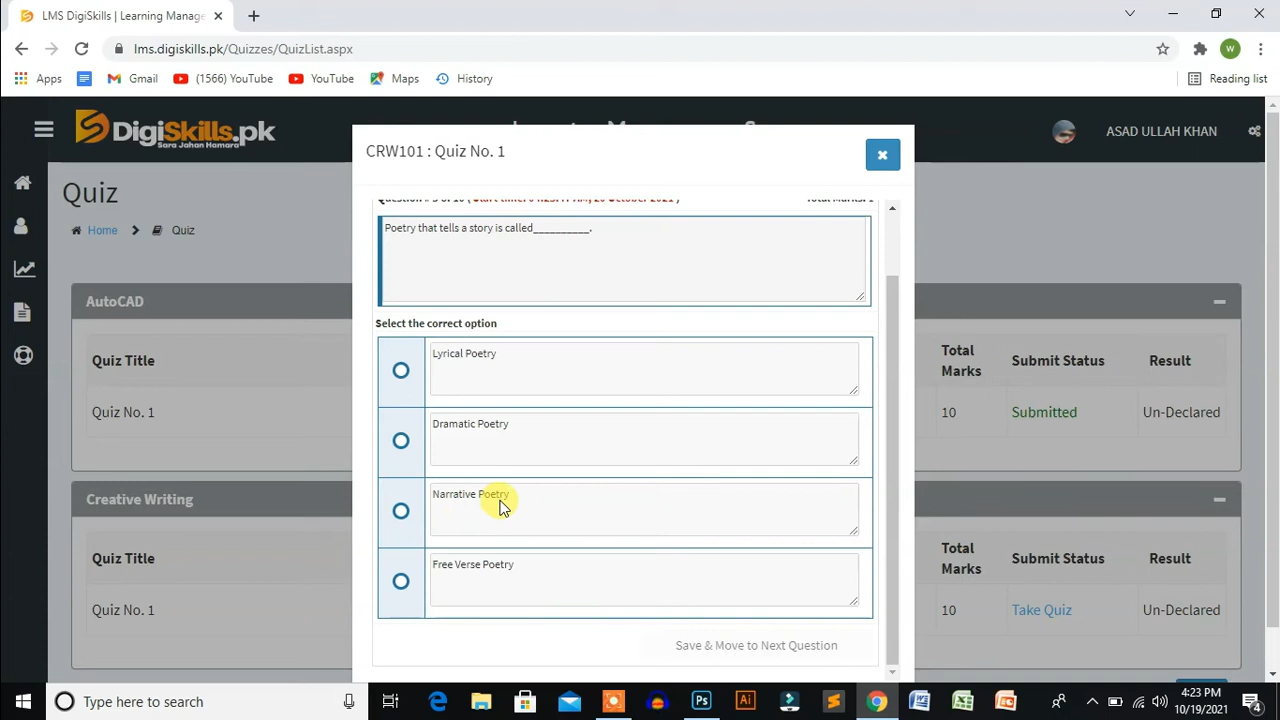 LMS DigiSkills | Learning Manage
lms.digiskills.pk/Quizzes/QuizList.aspx
W
Apps
Gmail
(1566) YouTube
YouTube
Maps
History
Reading list
DigiSkills.pk
Sara Jahan Hamara
ASAD ULLAH KHAN
CRW101 : Quiz No. 1
Quiz
Home
Quiz
Total Marks: 1
Poetry that tells a story is called__________.
Select the correct option
Lyrical Poetry
Dramatic Poetry
Narrative Poetry
Free Verse Poetry
Save & Move to Next Question
AutoCAD
Quiz Title
Total
Marks
Submit Status
Result
Quiz No. 1
10
Submitted
Un-Declared
Creative Writing
Quiz Title
Total
Marks
Submit Status
Result
Quiz No. 1
10
Take Quiz
Un-Declared
Type here to search
Ps
Ai
4:23 PM
10/19/2021